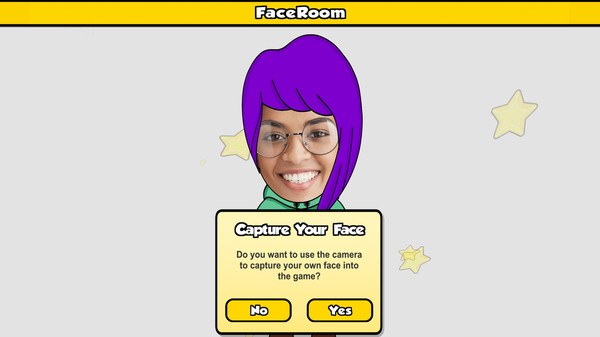 FaceRoom
Capture Your Face
Do you want to use the camera
to capture your own face into
the game?
No Yes